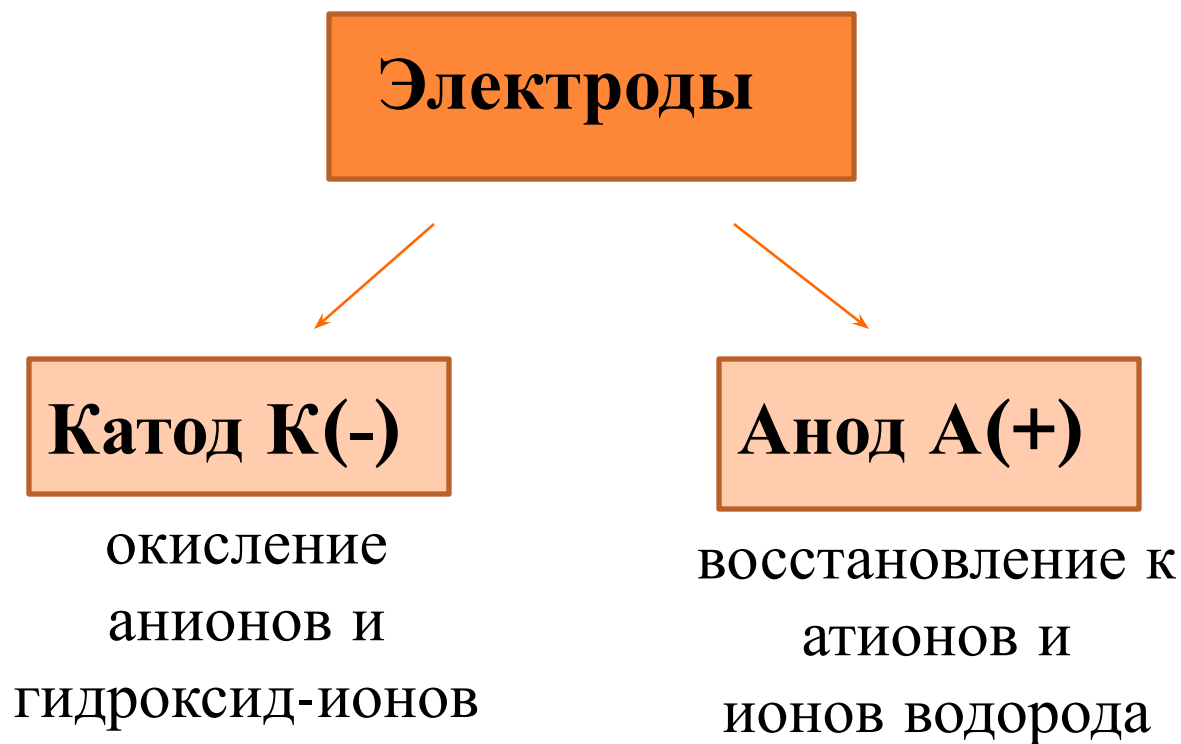 Электроды
Катод К(-)
Анод А(+)
окисление
анионов и
гидроксид-ионов
восстановление к
атионов и
ионов водорода